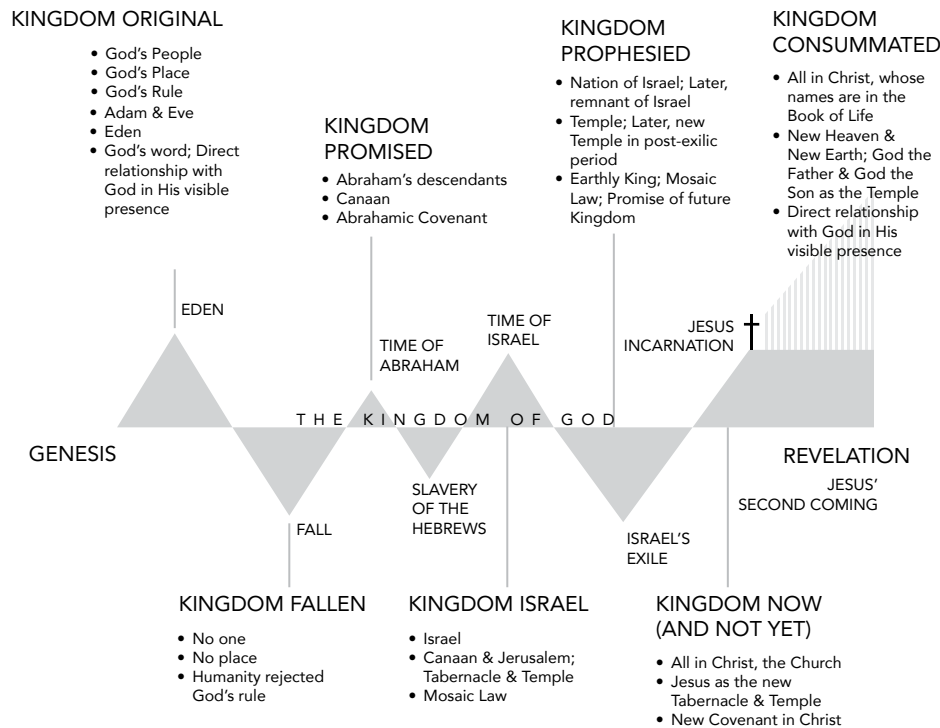 KINGDOM ORIGINAL
• God's People
• God's Place
• God's Rule
• Adam & Eve
• Eden
• God's word; Direct
relationship with
God in His visible
presence
KINGDOM
PROMISED
• Abraham's descendants
• Canaan
• Abrahamic Covenant
KINGDOM
PROPHESIED
• Nation of Israel; Later,
remnant of Israel
• Temple; Later, new
Temple in post-exilic
period
• Earthly King; Mosaic
Law; Promise of future
Kingdom
KINGDOM
CONSUMMATED
• All in Christ, whose
names are in the
Book of Life
• New Heaven &
New Earth; God the
Father & God the
Son as the Temple
• Direct relationship
with God in His
visible presence
EDEN
TIME OF
ABRAHAM
TIME OF
ISRAEL
JESUS
INCARNATION
THE KINGDOM OF GOD
GENESIS
REVELATION
JESUS'
SECOND COMING
FALL
SLAVERY
OF THE
HEBREWS
ISRAEL'S
EXILE
KINGDOM FALLEN
• No one
• No place
• Humanity rejected
God's rule
KINGDOM ISRAEL
• Israel
• Canaan & Jerusalem;
Tabernacle & Temple
• Mosaic Law
KINGDOM NOW
(AND NOT YET)
• All in Christ, the Church
• Jesus as the new
Tabernacle & Temple
• New Covenant in Christ